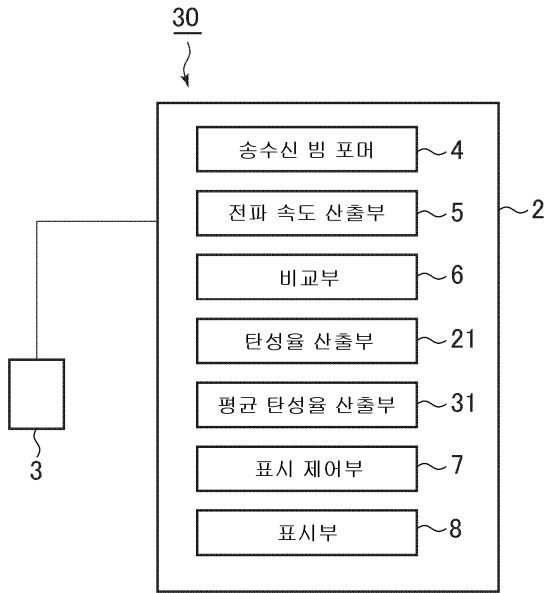 30
송수신 빔 포머 4
전파 속도 산출부 5
2
비교부 6
탄성율 산출부 21
평균 탄성율 산출부 31
3
표시 제어부 7
표시부 8